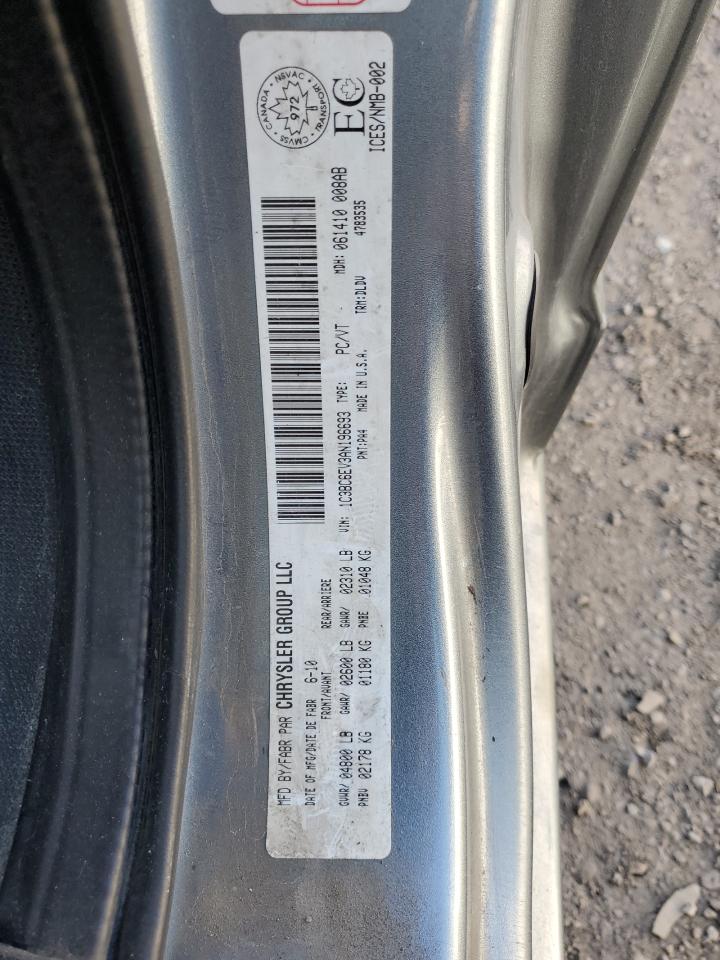 MFD BY/FABR PAR CHRYSLER GROUP LLC
DATE OF MFG/DATE DE FABR 6-10
FRONT/AVANT REAR/ARRIERE
GVWR/ 04800 LB GAWR/ 02600 LB GAWR/ 02310 LB
PNBV 02178 KG 01180 KG PNBE 01048 KG
VIN: 1C3BC6EV3AN196693 TYPE: PC/VT MDH: 061410 008AB
PNT:PA4 MADE IN U.S.A. TRM:DLDV 4783535
CANADA • NSVAC • TRANSPORT • CMVSS
972
EC
ICES/NMB-002